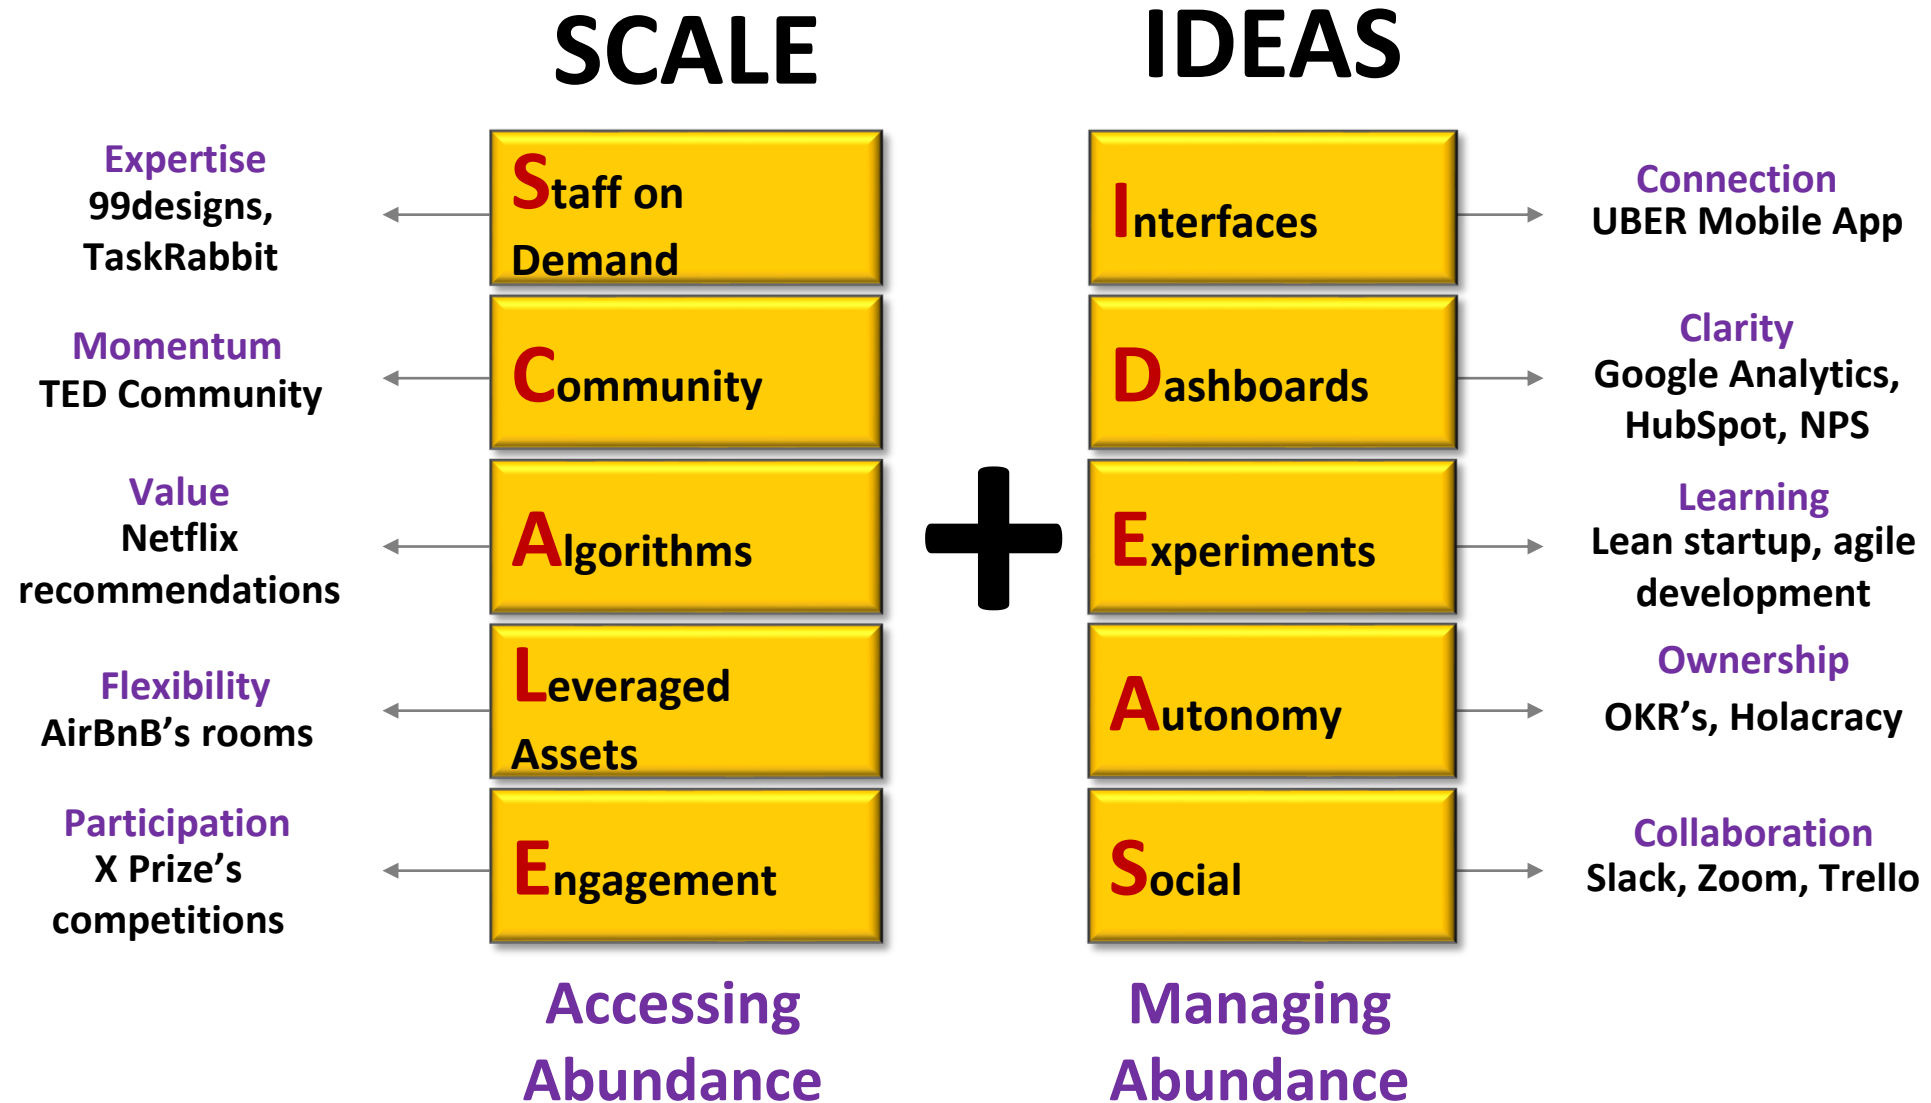 SCALE
IDEAS
Expertise
99designs,
TaskRabbit
Staff on
Demand
Interfaces
Connection
UBER Mobile App
Momentum
TED Community
Community
Dashboards
Clarity
Google Analytics,
HubSpot, NPS
Value
Netflix
recommendations
Algorithms
+
Experiments
Learning
Lean startup, agile
development
Flexibility
AirBnB’s rooms
Leveraged
Assets
Autonomy
Ownership
OKR’s, Holacracy
Participation
X Prize’s
competitions
Engagement
Social
Collaboration
Slack, Zoom, Trello
Accessing
Abundance
Managing
Abundance